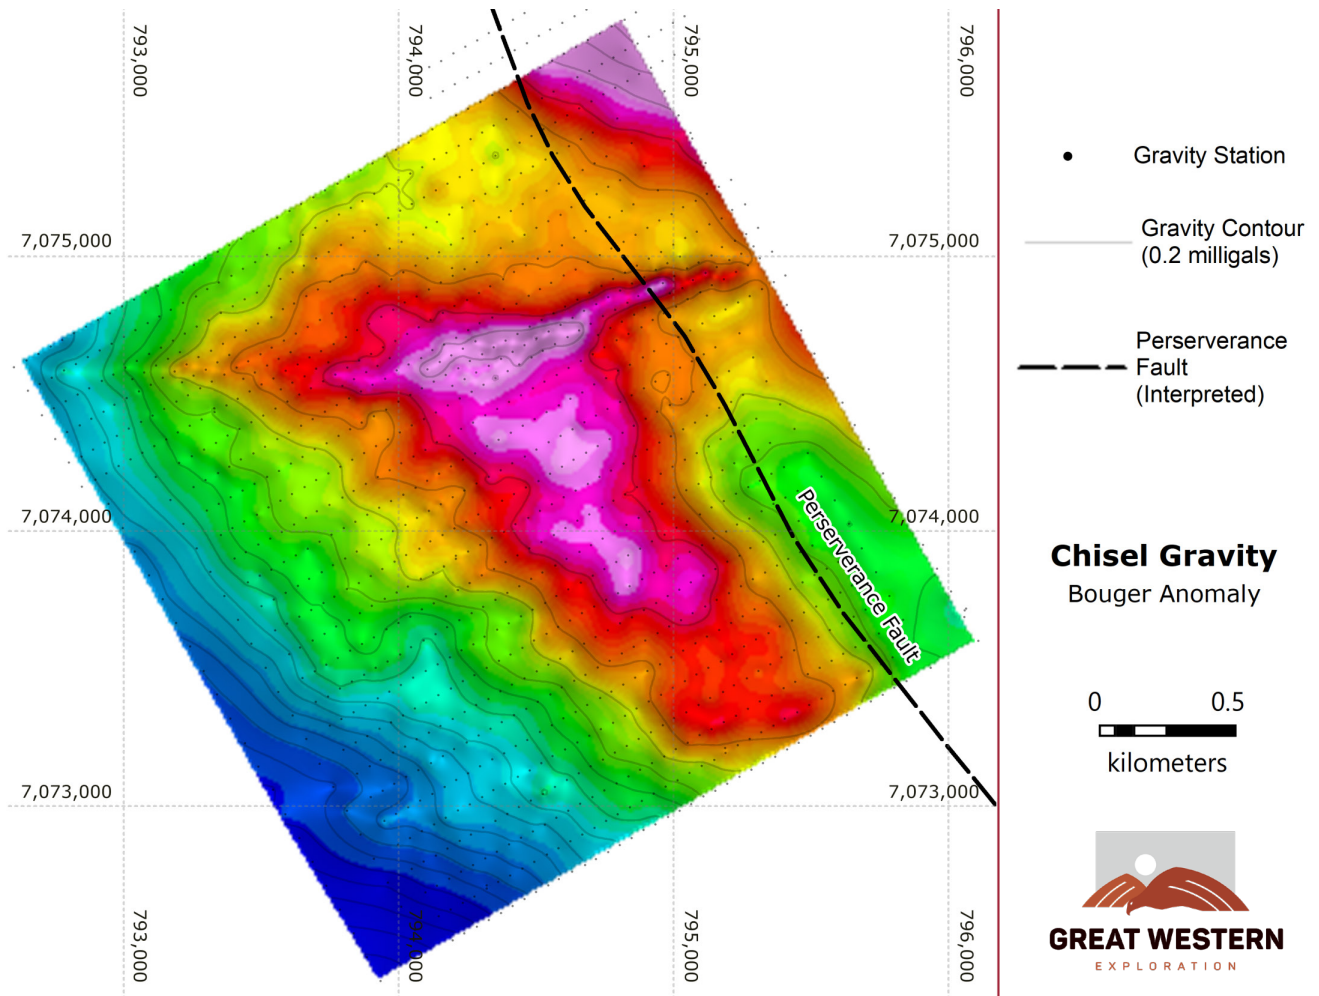 793,000
794,000
795,000
796,000
7,075,000
7,075,000
7,074,000
7,074,000
7,073,000
7,073,000
793,000
794,000
795,000
796,000
Perserverance Fault
Gravity Station
Gravity Contour
(0.2 milligals)
Perserverance
Fault
(Interpreted)
Chisel Gravity
Bouger Anomaly
0 0.5
kilometers
GREAT WESTERN
EXPLORATION